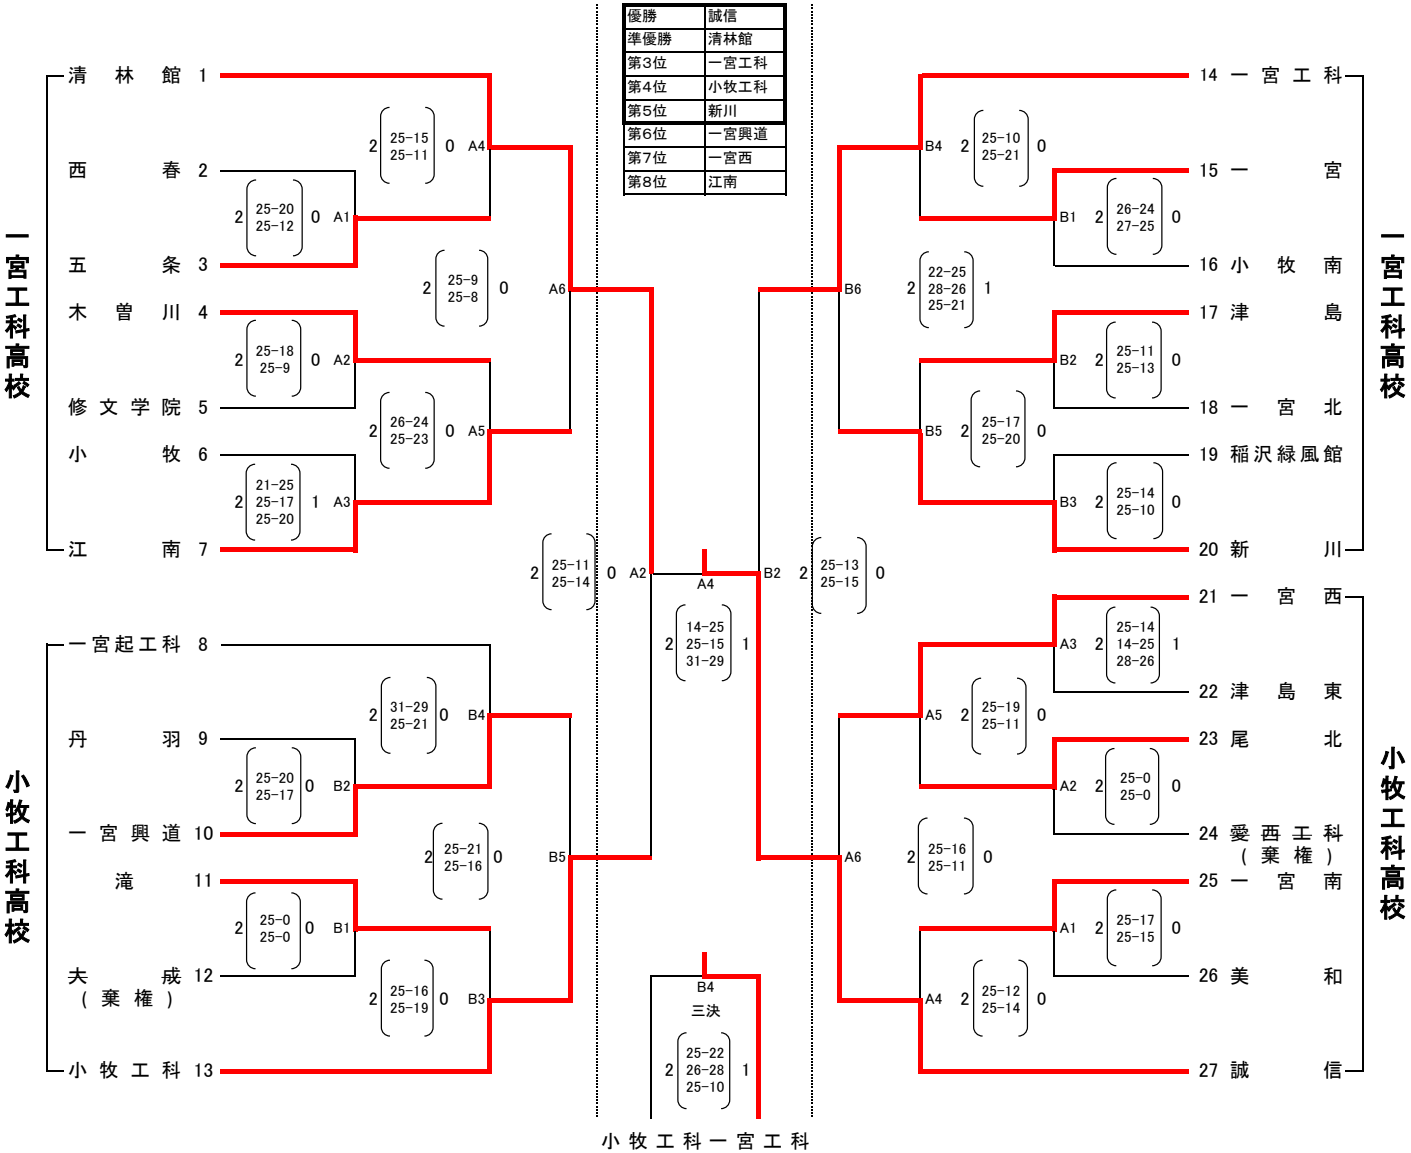 優勝 誠信
準優勝 清林館
第3位 一宮工科
第4位 小牧工科
第5位 新川
第6位 一宮興道
第7位 一宮西
第8位 江南
一宮工科高校
清林館 1
西春 2
五条 3
木曽川 4
修文学院 5
小牧 6
江南 7
2 25-15 0 A4
25-11
2 25-20 0 A1
25-12
2 25-9 0 A6
25-8
2 25-18 0 A2
25-9
2 26-24 0 A5
25-23
21-25
2 25-17 1 A3
25-20
小牧工科高校
一宮起工科 8
丹羽 9
一宮興道 10
滝 11
大成 12
(棄権)
小牧工科 13
2 31-29 0 B4
25-21
2 25-20 0 B2
25-17
2 25-21 0 B5
25-16
2 25-0 0 B1
25-0
2 25-16 0 B3
25-19
2 25-11 0 A2
25-14
A4
14-25
2 25-15 1
31-29
B2 2 25-13 0
25-15
B4
三決
25-22
2 26-28 1
25-10
小牧工科 一宮工科
一宮工科高校
14 一宮工科
15 一宮
16 小牧南
17 津島
18 一宮北
19 稲沢緑風館
20 新川
B4 2 25-10 0
25-21
B1 2 26-24 0
27-25
22-25
B6 2 28-26 1
25-21
B2 2 25-11 0
25-13
B5 2 25-17 0
25-20
B3 2 25-14 0
25-10
小牧工科高校
21 一宮西
22 津島東
23 尾北
24 愛西工科
(棄権)
25 一宮南
26 美和
27 誠信
25-14
A3 2 14-25 1
28-26
A5 2 25-19 0
25-11
A2 2 25-0 0
25-0
A6 2 25-16 0
25-11
A1 2 25-17 0
25-15
A4 2 25-12 0
25-14